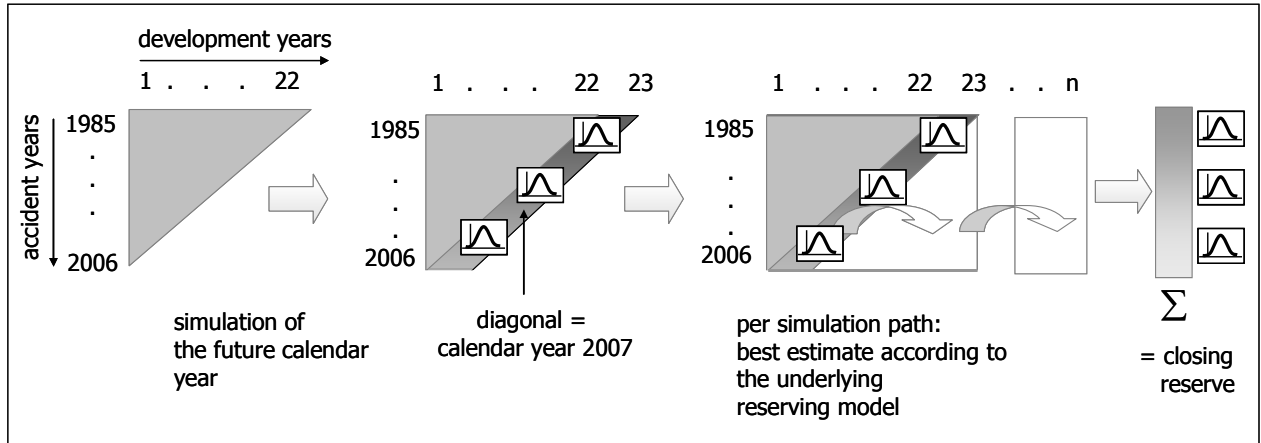 development years
1 . . . 22
accident years
1985
.
.
.
2006
simulation of
the future calendar
year
1 . . . 22 23
1985
.
.
.
2006
diagonal =
calendar year 2007
1 . . . 22 23 . . n
1985
.
.
.
2006
per simulation path:
best estimate according to
the underlying
reserving model
Σ
= closing
reserve